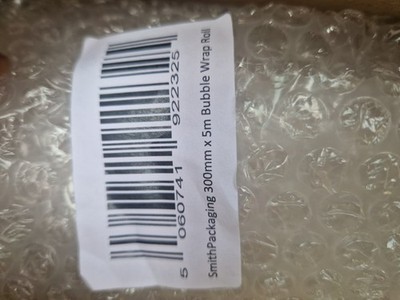 5 060741 922325
SmithPackaging 300mm x 5m Bubble Wrap Roll